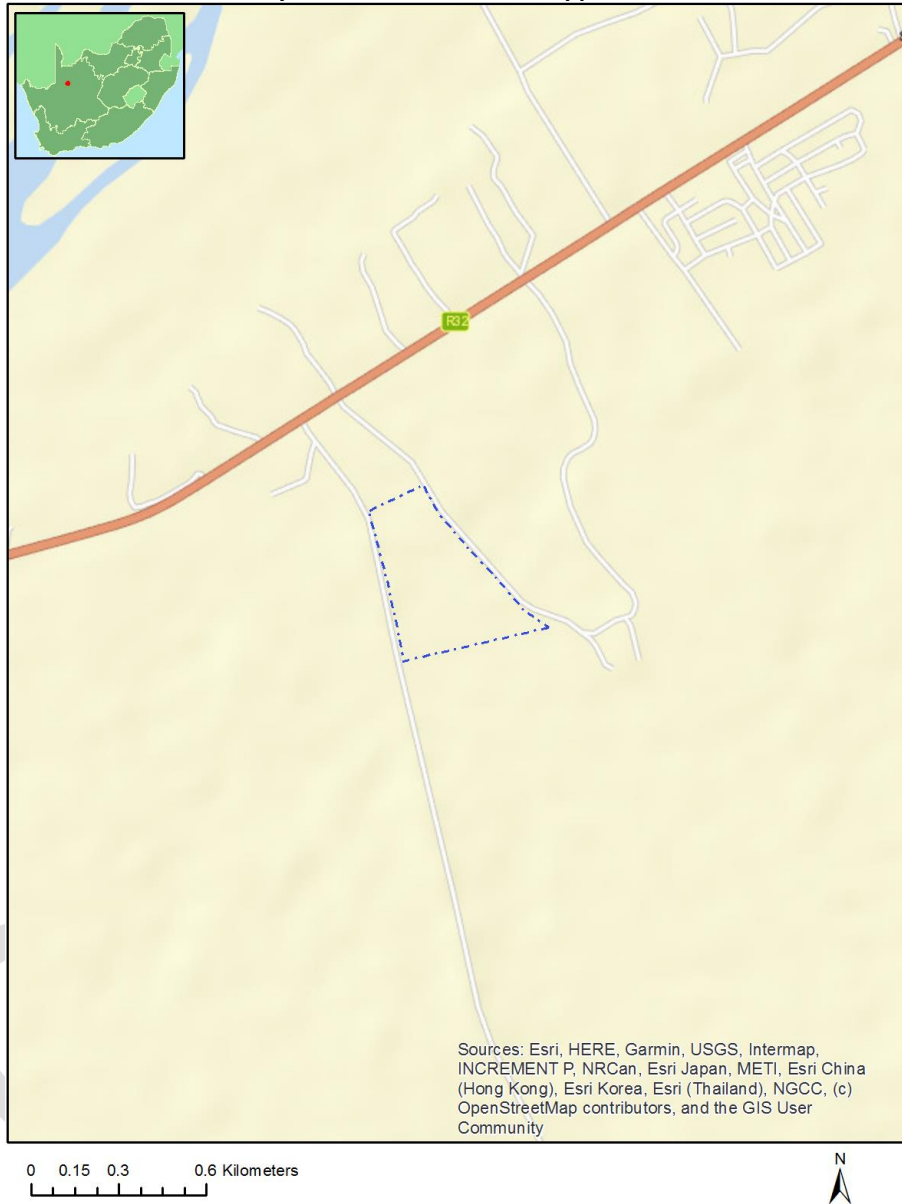 R32
Sources: Esri, HERE, Garmin, USGS, Intermap,
INCREMENT P, NRCan, Esri Japan, METI, Esri China
(Hong Kong), Esri Korea, Esri (Thailand), NGCC, (c)
OpenStreetMap contributors, and the GIS User
Community
0 0.15 0.3 0.6 Kilometers
N